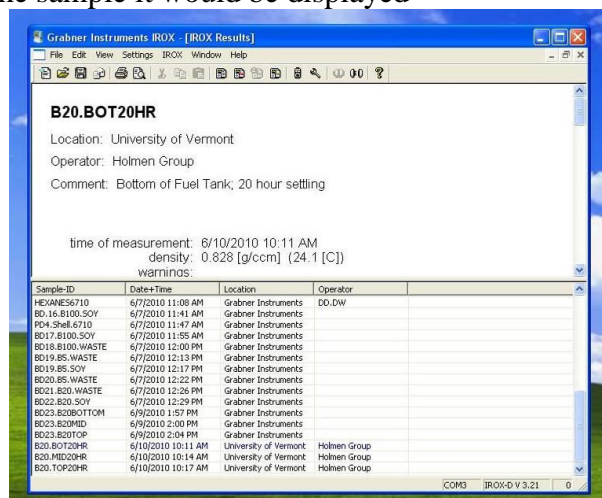 the sample it would be displayed
Grabner Instruments IROX - [IROX Results]
File Edit View Settings IROX Window Help
B20.BOT20HR
Location: University of Vermont
Operator: Holmen Group
Comment: Bottom of Fuel Tank; 20 hour settling
time of measurement: 6/10/2010 10:11 AM
density: 0.828 [g/ccm] (24.1 [C])
warnings:
Sample-ID Date+Time Location Operator
HEXANES6710 6/7/2010 11:08 AM Grabner Instruments DD.DW
BD.16.B100.SOY 6/7/2010 11:41 AM Grabner Instruments
PD4.Shell.6710 6/7/2010 11:47 AM Grabner Instruments
BD17.B100.SOY 6/7/2010 11:55 AM Grabner Instruments
BD18.B100.WASTE 6/7/2010 12:00 PM Grabner Instruments
BD19.B5.WASTE 6/7/2010 12:13 PM Grabner Instruments
BD19.B5.SOY 6/7/2010 12:17 PM Grabner Instruments
BD20.B5.WASTE 6/7/2010 12:22 PM Grabner Instruments
BD21.B20.WASTE 6/7/2010 12:26 PM Grabner Instruments
BD22.B20.SOY 6/7/2010 12:29 PM Grabner Instruments
BD23.B20BOTTOM 6/9/2010 1:57 PM Grabner Instruments
BD23.B20MID 6/9/2010 2:00 PM Grabner Instruments
BD23.B20TOP 6/9/2010 2:04 PM Grabner Instruments
B20.BOT20HR 6/10/2010 10:11 AM University of Vermont Holmen Group
B20.MID20HR 6/10/2010 10:14 AM University of Vermont Holmen Group
B20.TOP20HR 6/10/2010 10:17 AM University of Vermont Holmen Group
COM3 IROX-D V 3.21 0